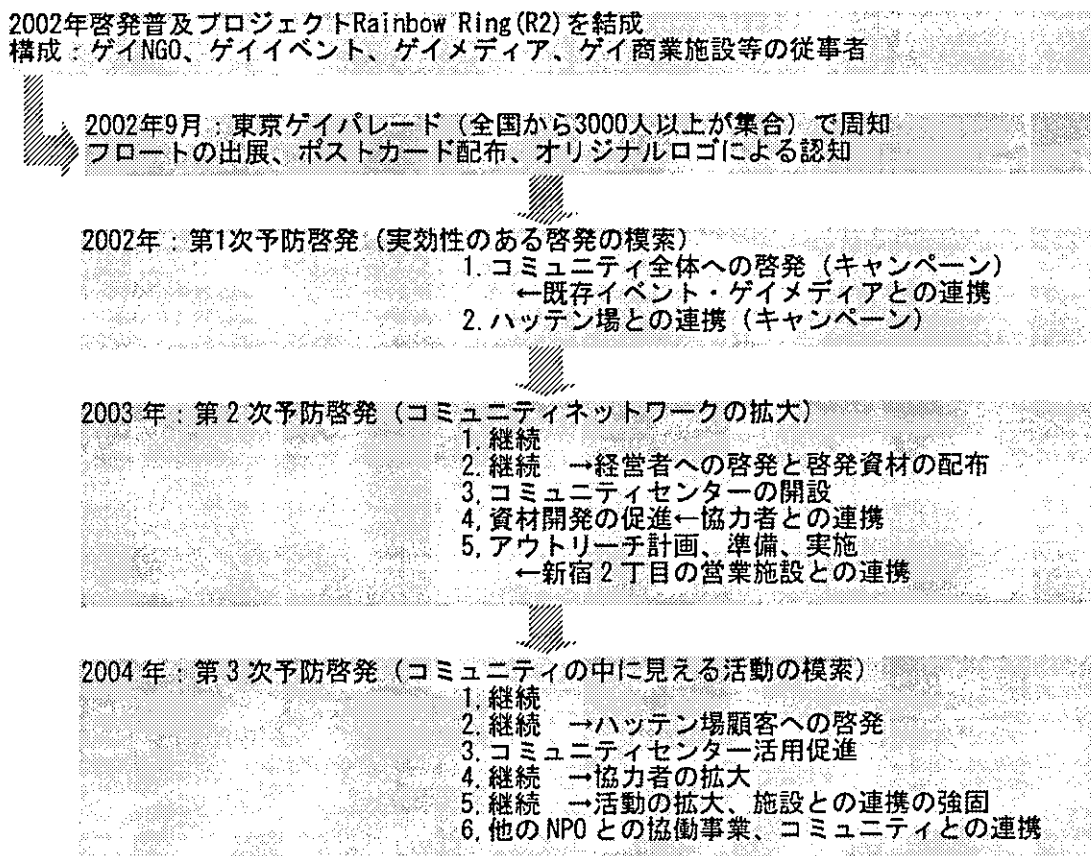 2002年啓発普及プロジェクトRainbow Ring(R2)を結成
構成：ゲイNGO、ゲイイベント、ゲイメディア、ゲイ商業施設等の従事者
2002年9月：東京ゲイパレード（全国から3000人以上が集合）で周知
フロートの出展、ポストカード配布、オリジナルロゴによる認知
2002年：第1次予防啓発（実効性のある啓発の模索）
1.コミュニティ全体への啓発（キャンペーン）
←既存イベント・ゲイメディアとの連携
2.ハッテン場との連携（キャンペーン）
2003年：第2次予防啓発（コミュニティネットワークの拡大）
1.継続
2.継続　→経営者への啓発と啓発資材の配布
3.コミュニティセンターの開設
4.資材開発の促進←協力者との連携
5.アウトリーチ計画、準備、実施
←新宿2丁目の営業施設との連携
2004年：第3次予防啓発（コミュニティの中に見える活動の模索）
1.継続
2.継続　→ハッテン場顧客への啓発
3.コミュニティセンター活用促進
4.継続　→協力者の拡大
5.継続　→活動の拡大、施設との連携の強固
6.他のNPOとの協働事業、コミュニティとの連携